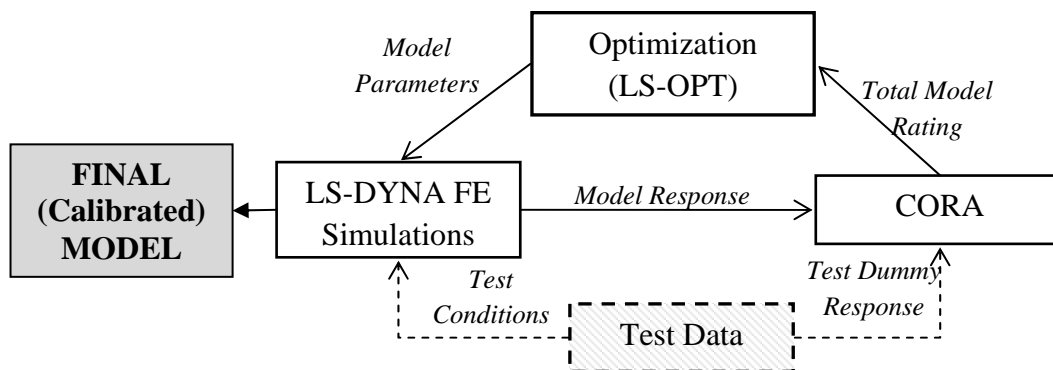 Model
Parameters
Optimization
(LS-OPT)
Total Model
Rating
FINAL
(Calibrated)
MODEL
LS-DYNA FE
Simulations
Model Response
CORA
Test
Conditions
Test Dummy
Response
Test Data